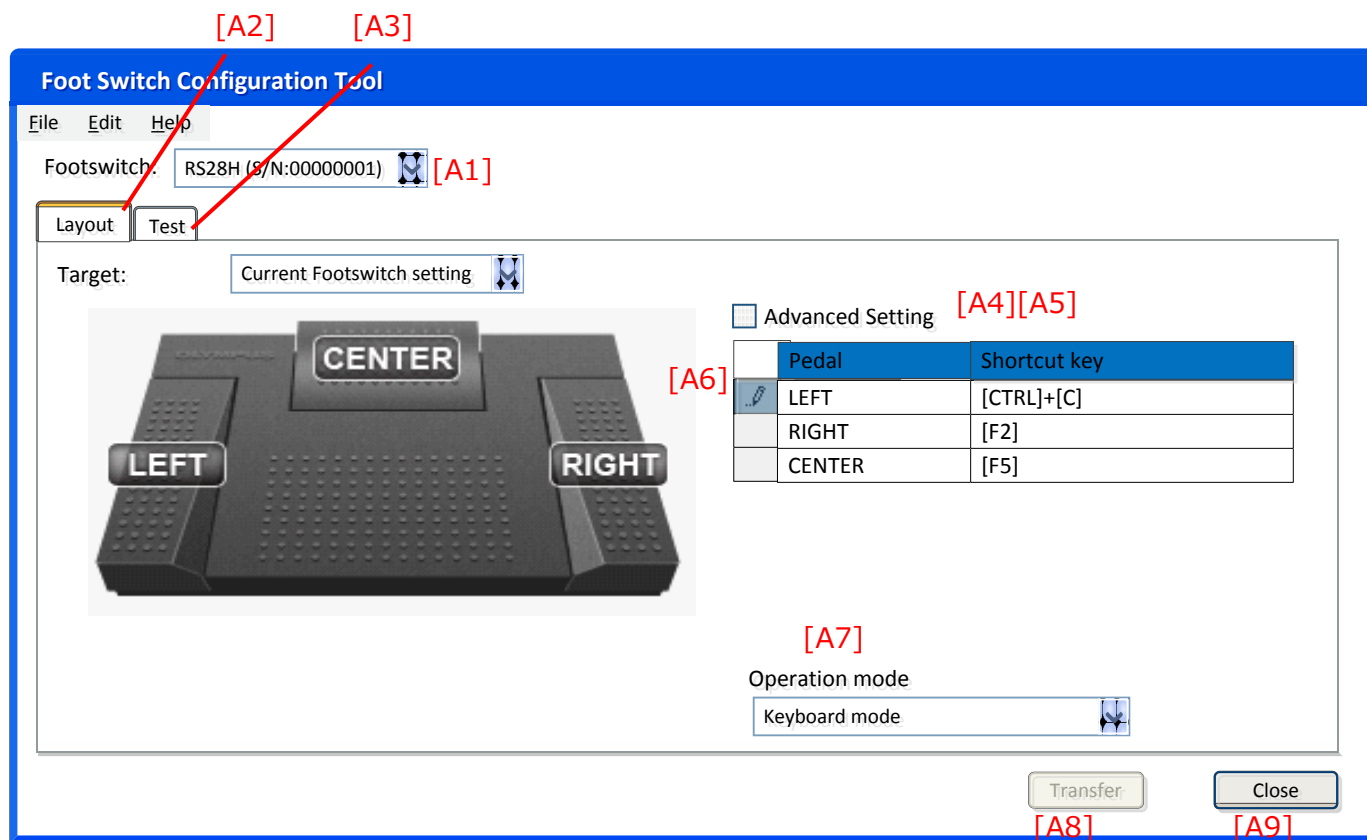 [A2] [A3]
Foot Switch Configuration Tool
File Edit Help
Footswitch: RS28H (S/N:00000001) [A1]
Layout Test
Target: Current Footswitch setting
Advanced Setting [A4][A5]
OLYMPUS
CENTER
[A6]
Pedal Shortcut key
LEFT [CTRL]+[C]
RIGHT [F2]
CENTER [F5]
LEFT
RIGHT
[A7]
Operation mode
Keyboard mode
Transfer Close
[A8] [A9]